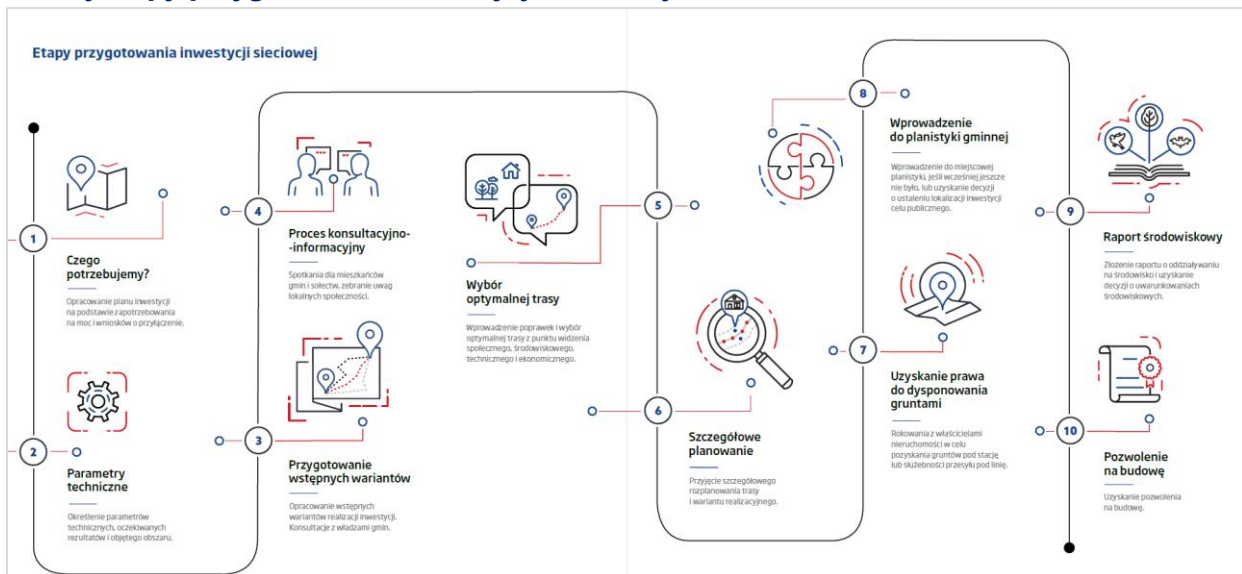 Etapy przygotowania inwestycji sieciowej
1
Czego
potrzebujemy?
Opracowanie planu inwestycji
na podstawie zapotrzebowania
na moc i wniosków o przyłączenie.
2
Parametry
techniczne
Określenie parametrów
technicznych, oczekiwanych
rezultatów i objętego obszaru.
3
Przygotowanie
wstępnych wariantów
Opracowanie wstępnych
wariantów realizacji inwestycji.
Konsultacje z władzami gmin.
4
Proces konsultacyjno-
-informacyjny
Spotkania dla mieszkańców
gmin i sołectw, zebranie uwag
lokalnych społeczności.
5
Wybór
optymalnej trasy
Wprowadzenie poprawek i wybór
optymalnej trasy z punktu widzenia
społecznego, środowiskowego,
technicznego i ekonomicznego.
6
Szczegółowe
planowanie
Przyjęcie szczegółowego
rozplanowania trasy
i wariantu realizacyjnego.
7
Uzyskanie prawa
do dysponowania
gruntami
Rokowania z właścicielami
nieruchomości w celu
pozyskania gruntów pod stację
lub służebności przesyłu pod linię.
8
Wprowadzenie
do planistyki gminnej
Wprowadzenie do miejscowej
planistyki, jeśli wcześniej jeszcze
nie było, lub uzyskanie decyzji
o ustaleniu lokalizacji inwestycji
celu publicznego.
9
Raport środowiskowy
Złożenie raportu o oddziaływaniu
na środowisko i uzyskanie
decyzji o uwarunkowaniach
środowiskowych.
10
Pozwolenie
na budowę
Uzyskanie pozwolenia
na budowę.